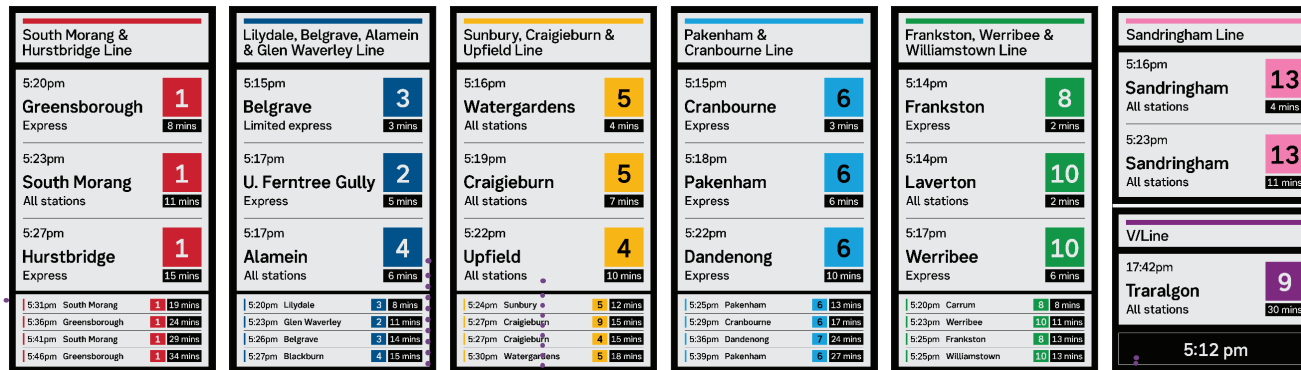 South Morang &
Hurstbridge Line
5:20pm
Greensborough 1
Express 8 mins
5:23pm
South Morang 1
All stations 11 mins
5:27pm
Hurstbridge 1
Express 15 mins
5:31pm South Morang 1 19 mins
5:36pm Greensborough 1 24 mins
5:41pm South Morang 1 29 mins
5:46pm Greensborough 1 34 mins
Lilydale, Belgrave, Alamein
& Glen Waverley Line
5:15pm
Belgrave 3
Limited express 3 mins
5:17pm
U. Ferntree Gully 2
Express 5 mins
5:17pm
Alamein 4
All stations 6 mins
5:20pm Lilydale 3 8 mins
5:23pm Glen Waverley 2 11 mins
5:26pm Belgrave 3 14 mins
5:27pm Blackburn 4 15 mins
Sunbury, Craigieburn &
Upfield Line
5:16pm
Watergardens 5
All stations 4 mins
5:19pm
Craigieburn 5
All stations 7 mins
5:22pm
Upfield 4
All stations 10 mins
5:24pm Sunbury 5 12 mins
5:27pm Craigieburn 9 15 mins
5:27pm Craigieburn 4 15 mins
5:30pm Watergardens 5 18 mins
Pakenham &
Cranbourne Line
5:15pm
Cranbourne 6
Express 3 mins
5:18pm
Pakenham 6
Express 6 mins
5:22pm
Dandenong 6
Express 10 mins
5:25pm Pakenham 6 13 mins
5:29pm Cranbourne 6 17 mins
5:36pm Dandenong 7 24 mins
5:39pm Pakenham 6 27 mins
Frankston, Werribee &
Williamstown Line
5:14pm
Frankston 8
Express 2 mins
5:14pm
Laverton 10
All stations 2 mins
5:17pm
Werribee 10
Express 6 mins
5:20pm Carrum 8 8 mins
5:23pm Werribee 10 11 mins
5:25pm Frankston 8 13 mins
5:25pm Williamstown 10 13 mins
Sandringham Line
5:16pm
Sandringham 13
All stations 4 mins
5:23pm
Sandringham 13
All stations 11 mins
V/Line
17:42pm
Traralgon 9
All stations 30 mins
5:12 pm